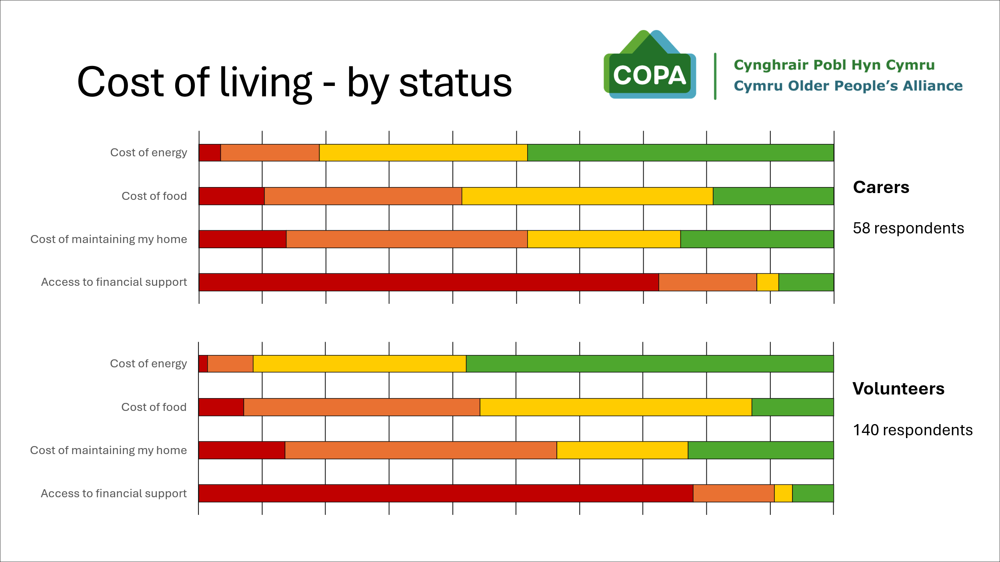 Cost of living - by status
COPA
Cynghrair Pobl Hyn Cymru
Cymru Older People’s Alliance
Cost of energy
Cost of food
Cost of maintaining my home
Access to financial support
Carers
58 respondents
Cost of energy
Cost of food
Cost of maintaining my home
Access to financial support
Volunteers
140 respondents